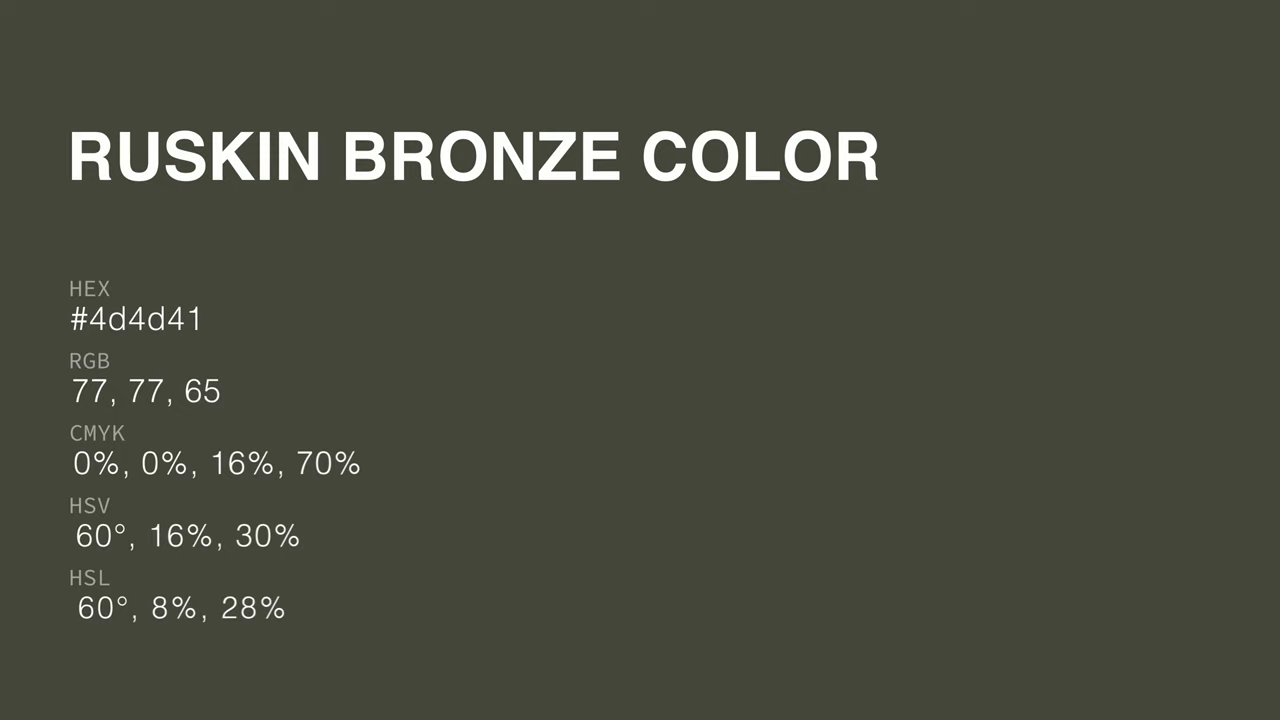 RUSKIN BRONZE COLOR
HEX
#4d4d41
RGB
77, 77, 65
CMYK
0%, 0%, 16%, 70%
HSV
60°, 16%, 30%
HSL
60°, 8%, 28%